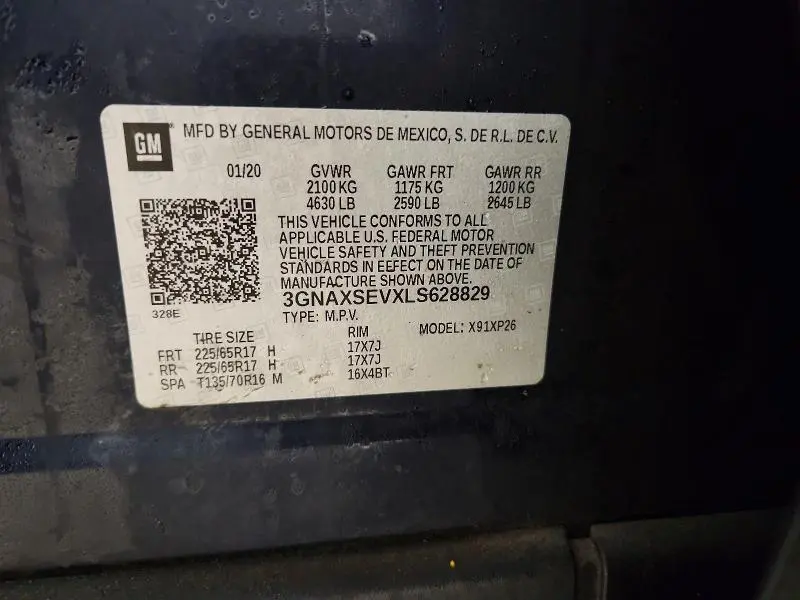 GM ® MFD BY GENERAL MOTORS DE MEXICO, S. DE R.L. DE C.V.
01/20 GVWR GAWR FRT GAWR RR
2100 KG 1175 KG 1200 KG
4630 LB 2590 LB 2645 LB
THIS VEHICLE CONFORMS TO ALL
APPLICABLE U.S. FEDERAL MOTOR
VEHICLE SAFETY AND THEFT PREVENTION
STANDARDS IN EFFECT ON THE DATE OF
MANUFACTURE SHOWN ABOVE.
3GNAXSEVXLS628829
328E
TYPE: M.P.V. MODEL: X91XP26
TIRE SIZE RIM
FRT 225/65R17 H 17X7J
RR 225/65R17 H 17X7J
SPA T135/70R16 M 16X4BT